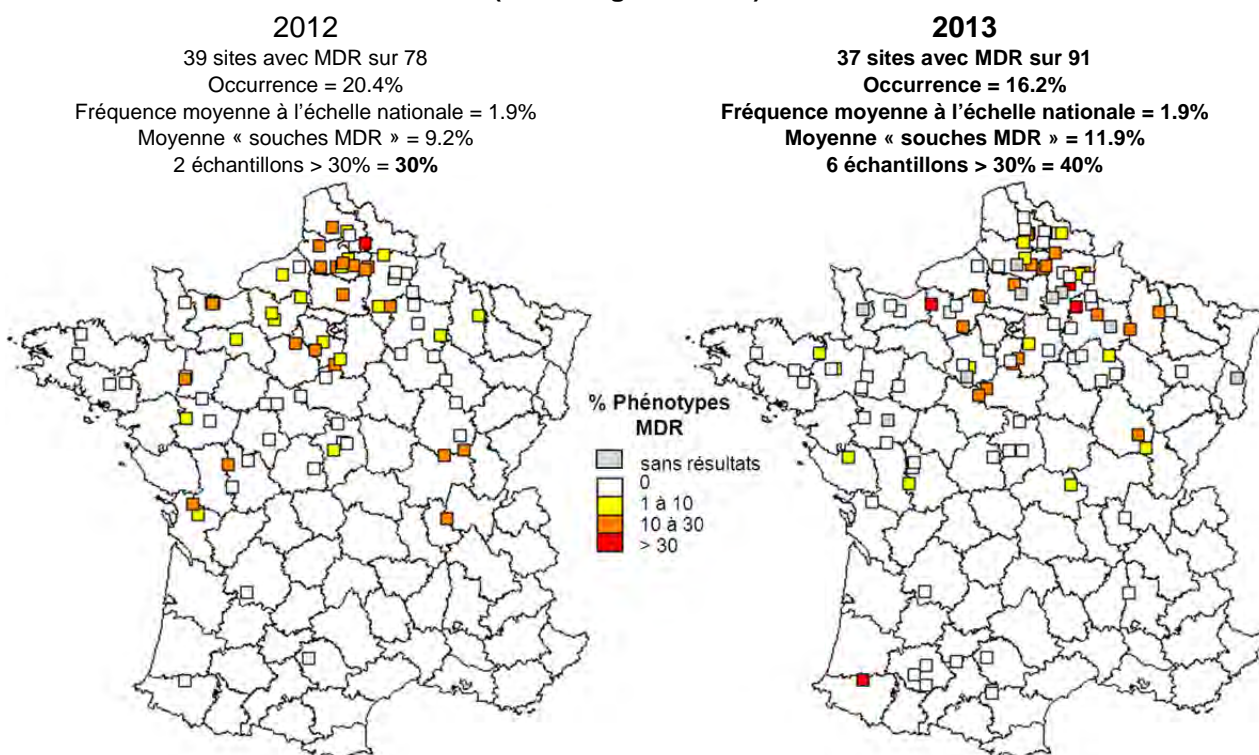 2012
39 sites avec MDR sur 78
Occurrence = 20.4%
Fréquence moyenne à l'échelle nationale = 1.9%
Moyenne « souches MDR » = 9.2%
2 échantillons > 30% = 30%
2013
37 sites avec MDR sur 91
Occurrence = 16.2%
Fréquence moyenne à l'échelle nationale = 1.9%
Moyenne « souches MDR » = 11.9%
6 échantillons > 30% = 40%
% Phénotypes
MDR
sans résultats
0
1 à 10
10 à 30
> 30